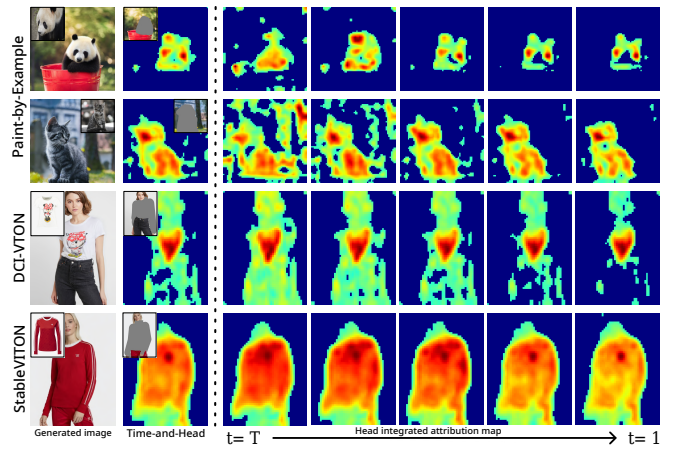 Paint-by-Example
DCI-VTON
StableVITON
Generated image
Time-and-Head
t= T
Head integrated attribution map
t= 1